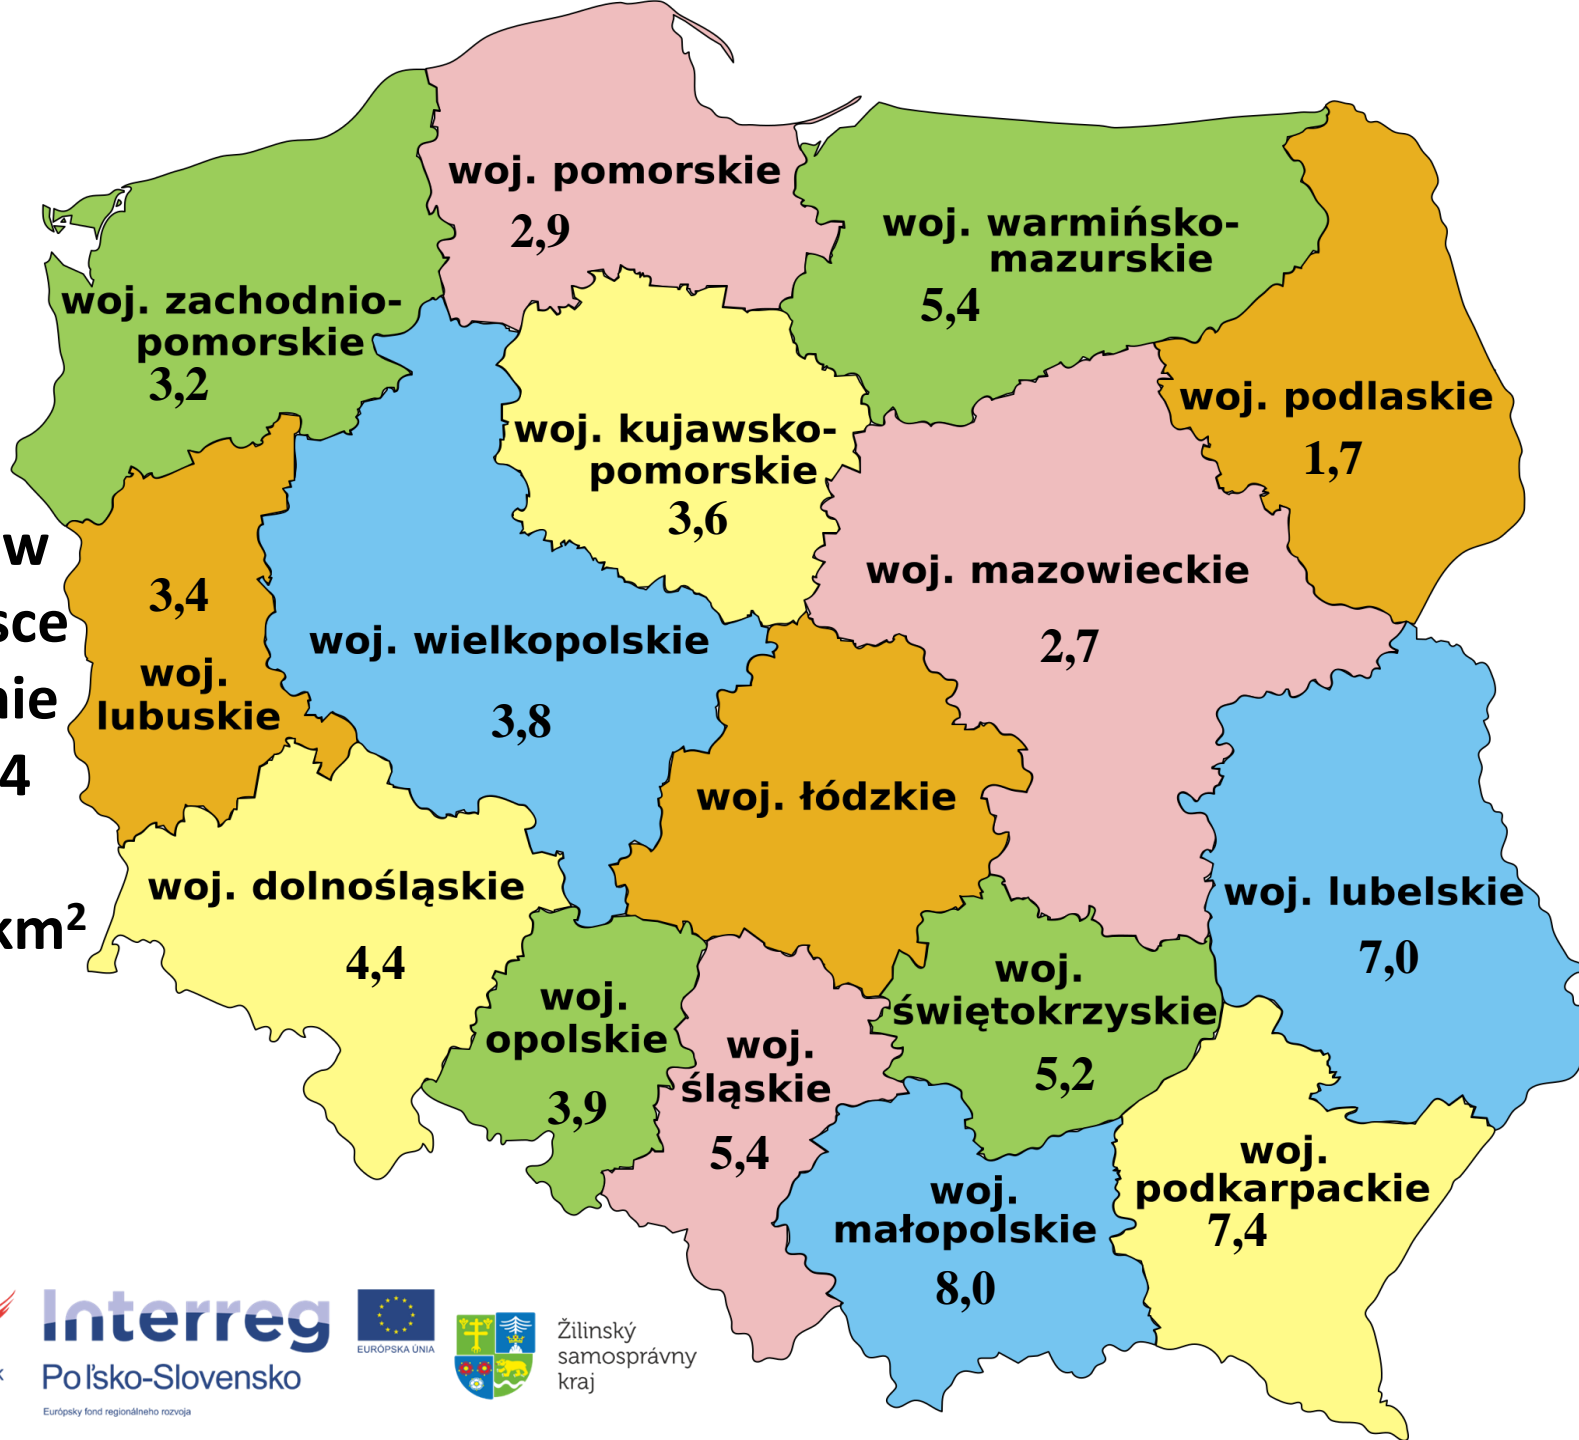 woj. pomorskie
2,9
woj. warmińsko-
mazurskie
5,4
woj. zachodnio-
pomorskie
3,2
woj. podlaskie
1,7
woj. kujawsko-
pomorskie
3,6
w
3,4
woj.
lubuskie
woj. wielkopolskie
3,8
woj. mazowieckie
2,7
4
woj. łódzkie
woj. dolnośląskie
4,4
km²
woj. lubelskie
7,0
woj.
opolskie
3,9
woj.
śląskie
5,4
woj.
świętokrzyskie
5,2
woj.
małopolskie
8,0
woj.
podkarpackie
7,4
Interreg
Poľsko-Slovensko
Európsky fond regionálneho rozvoja
EURÓPSKA ÚNIA
Žilinský
samosprávny
kraj